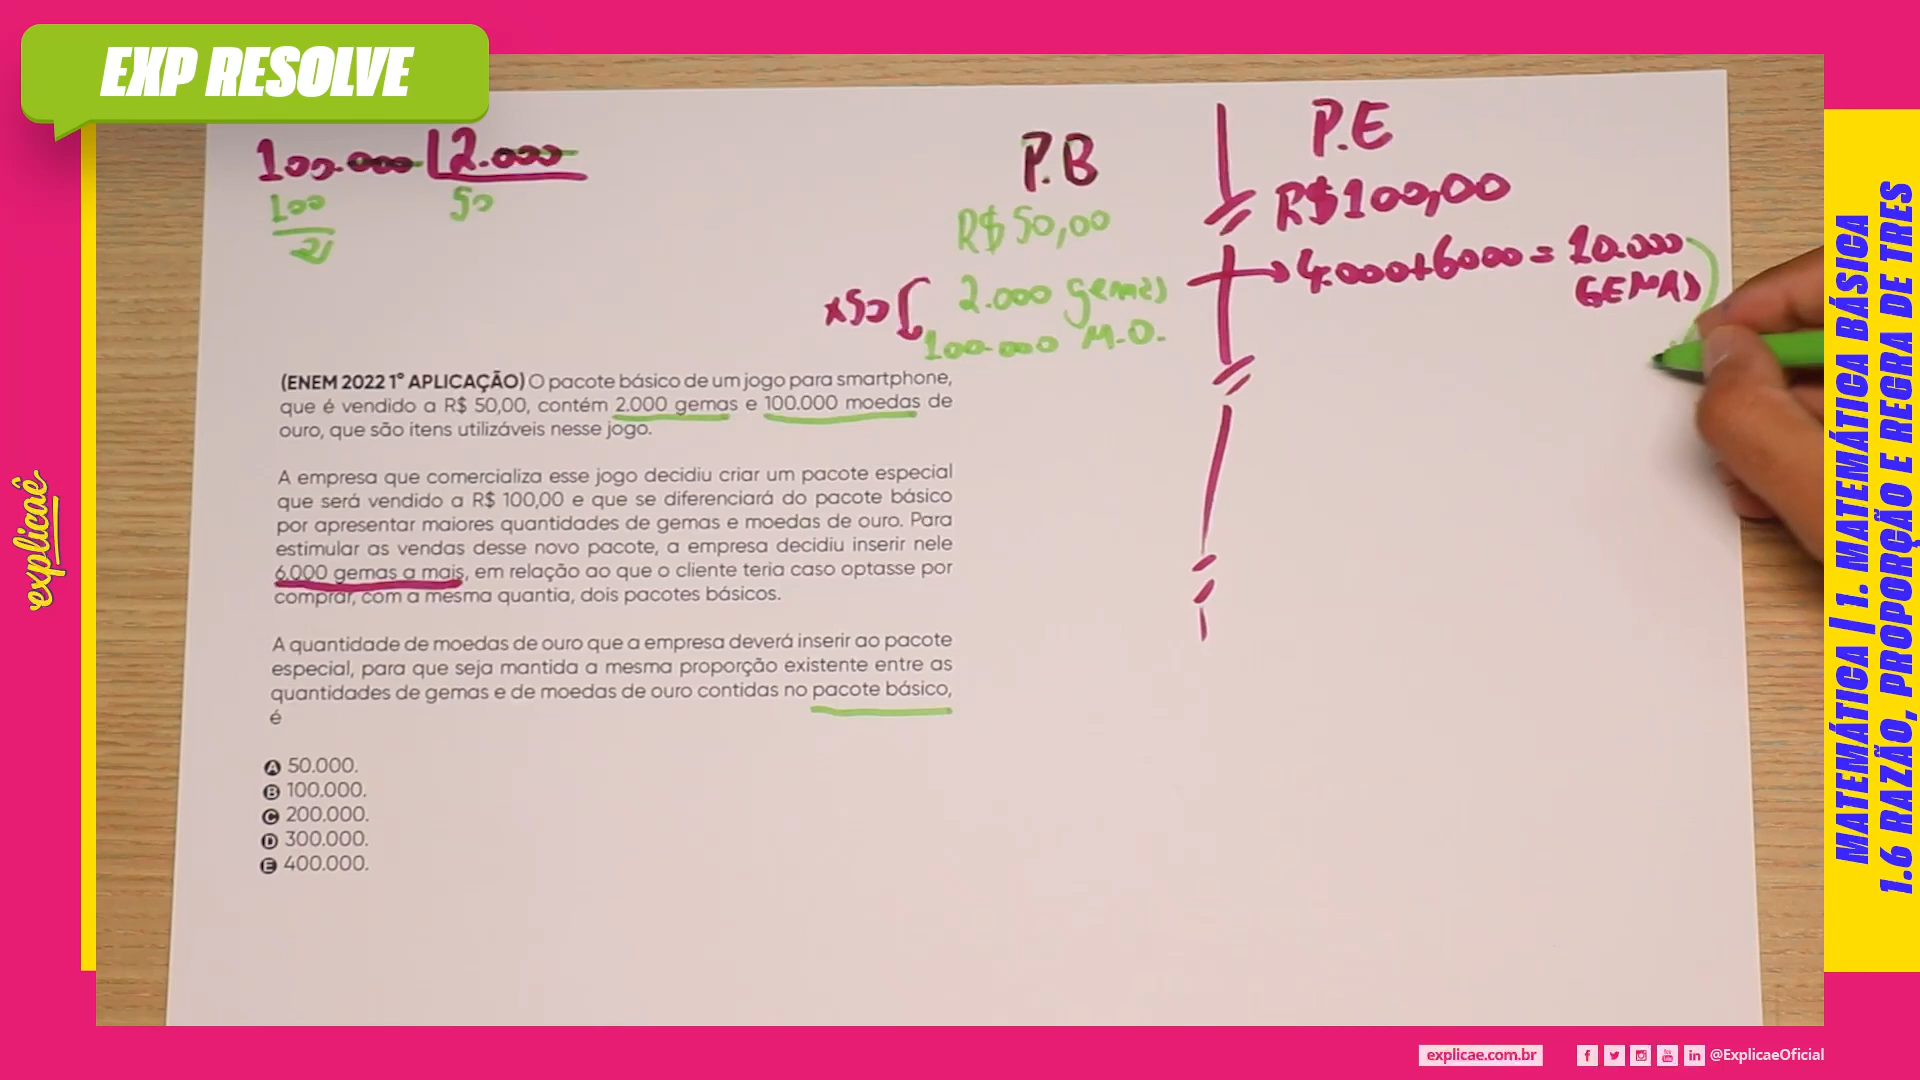 EXP RESOLVE
100.000 2.000
100 50
21
P.B
R$ 50,00
x50
2.000 gemas
100.000 M.O.
P.E
R$ 100,00
4.000+6000 = 10.000
GEMAS
(ENEM 2022 1° APLICAÇÃO) O pacote básico de um jogo para smartphone,
que é vendido a R$ 50,00, contém 2.000 gemas e 100.000 moedas de
ouro, que são itens utilizáveis nesse jogo.
A empresa que comercializa esse jogo decidiu criar um pacote especial
que será vendido a R$ 100,00 e que se diferenciará do pacote básico
por apresentar maiores quantidades de gemas e moedas de ouro. Para
estimular as vendas desse novo pacote, a empresa decidiu inserir nele
6.000 gemas a mais, em relação ao que o cliente teria caso optasse por
comprar, com a mesma quantia, dois pacotes básicos.
A quantidade de moedas de ouro que a empresa deverá inserir ao pacote
especial, para que seja mantida a mesma proporção existente entre as
quantidades de gemas e de moedas de ouro contidas no pacote básico,
é
A 50.000.
B 100.000.
C 200.000.
D 300.000.
E 400.000.
explicaê
MATEMÁTICA | 1. MATEMÁTICA BÁSICA
1.6 RAZÃO, PROPORÇÃO E REGRA DE TRES
explicae.com.br
@ExplicaeOficial